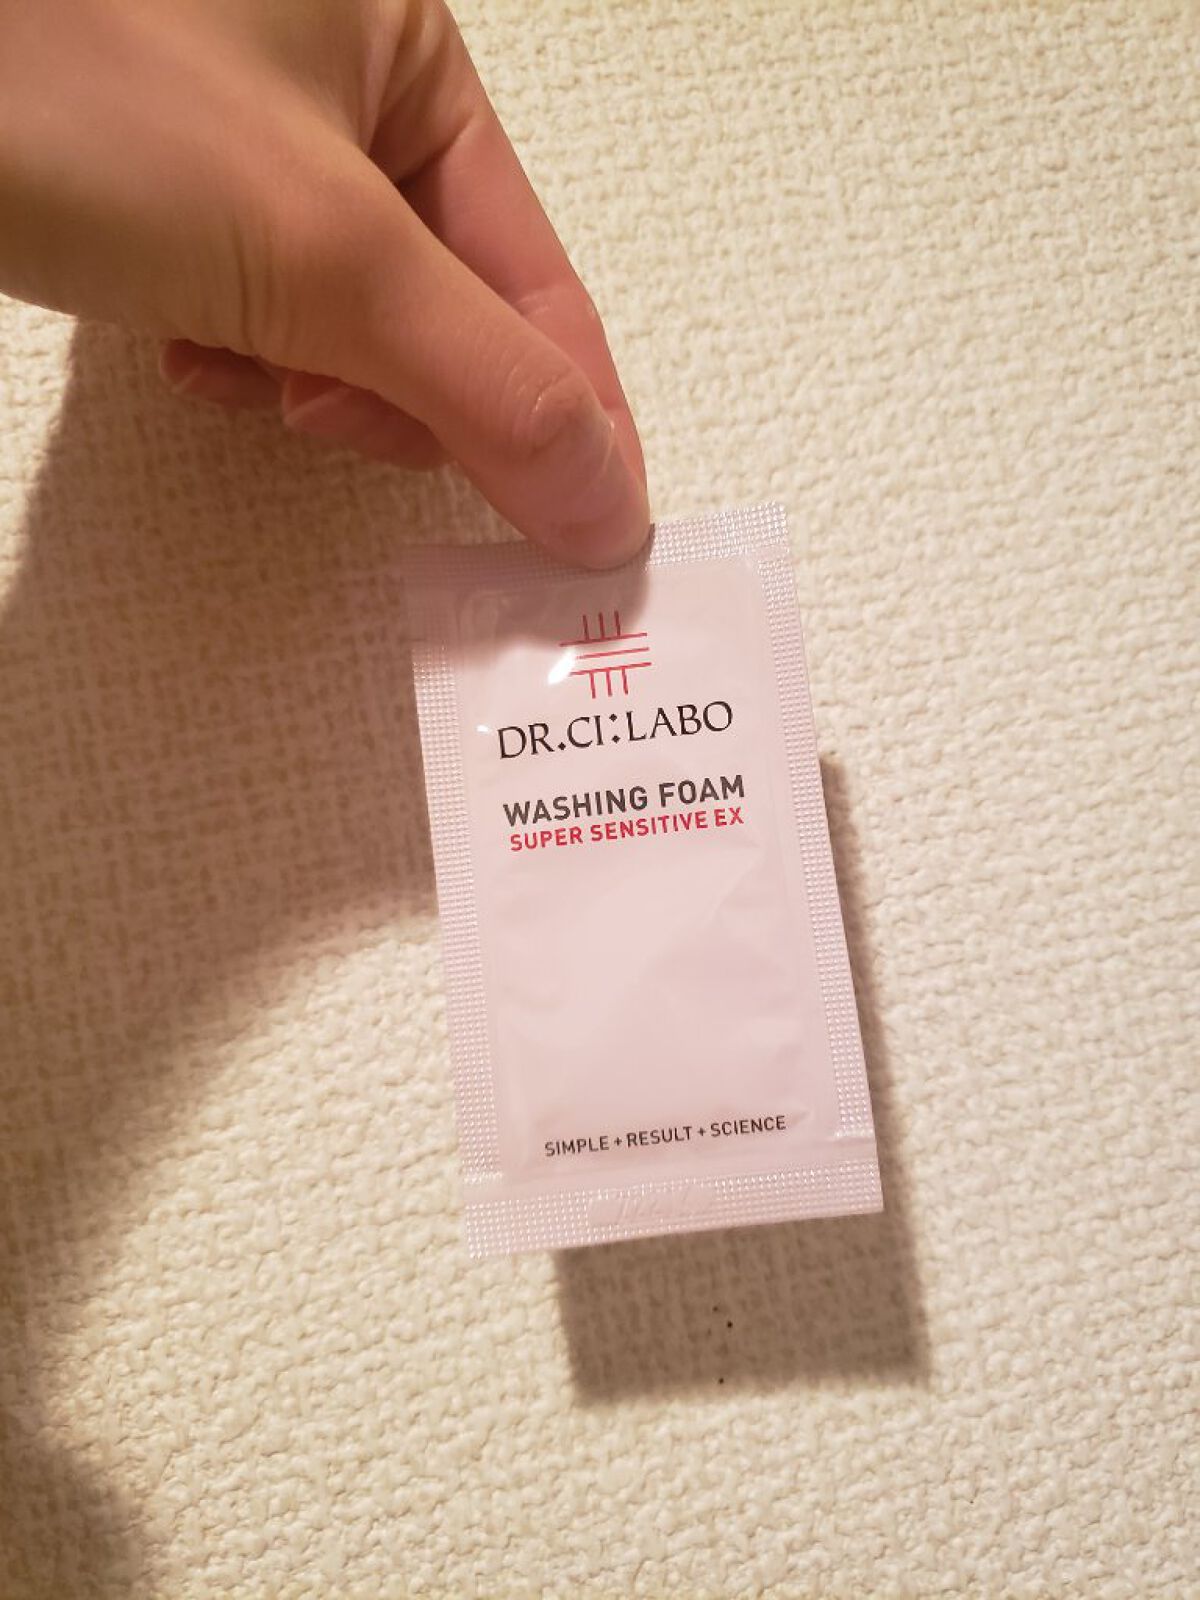 DR.CI:LABO
WASHING FOAM
SUPER SENSITIVE EX
SIMPLE + RESULT + SCIENCE